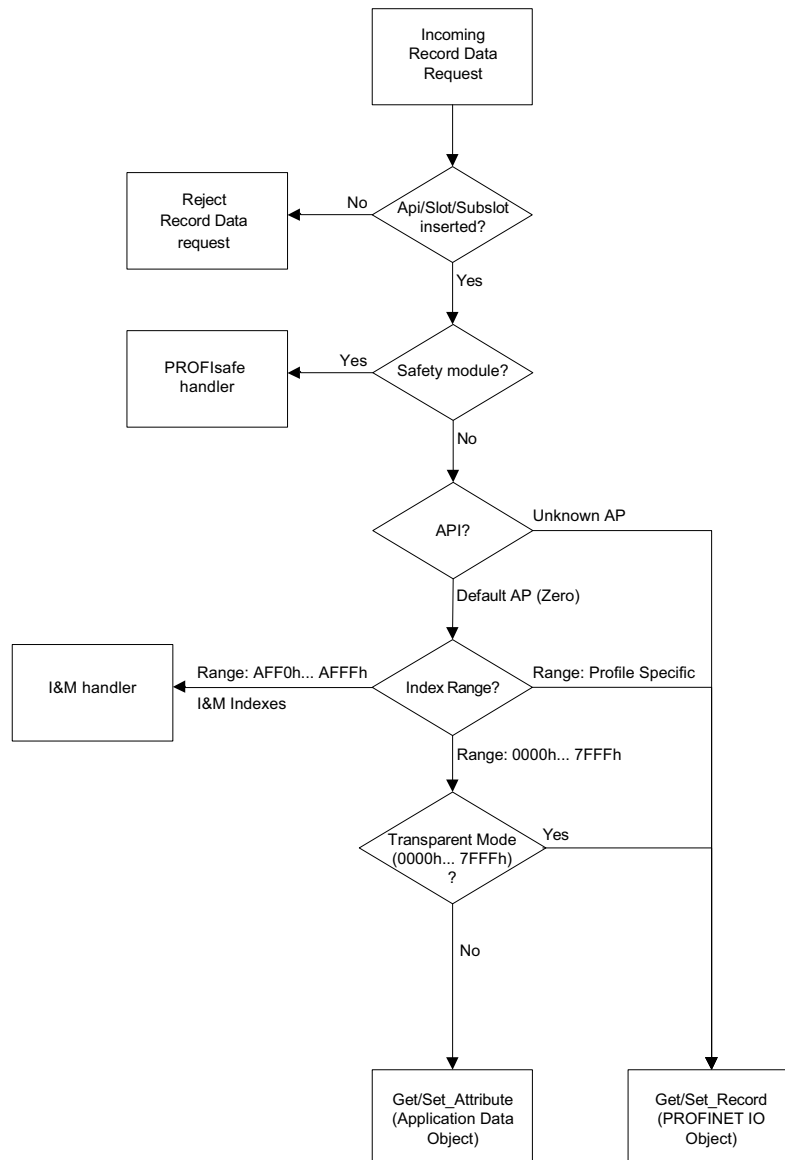 Incoming
Record Data
Request
No
Api/Slot/Subslot
inserted?
Reject
Record Data
request
Yes
Yes
Safety module?
PROFIsafe
handler
No
Unknown AP
API?
Default AP (Zero)
Range: AFF0h... AFFFh
I&M handler
Index Range?
Range: Profile Specific
I&M Indexes
Range: 0000h... 7FFFh
Transparent Mode
(0000h... 7FFFh)
?
Yes
No
Get/Set_Attribute
(Application Data
Object)
Get/Set_Record
(PROFINET IO
Object)